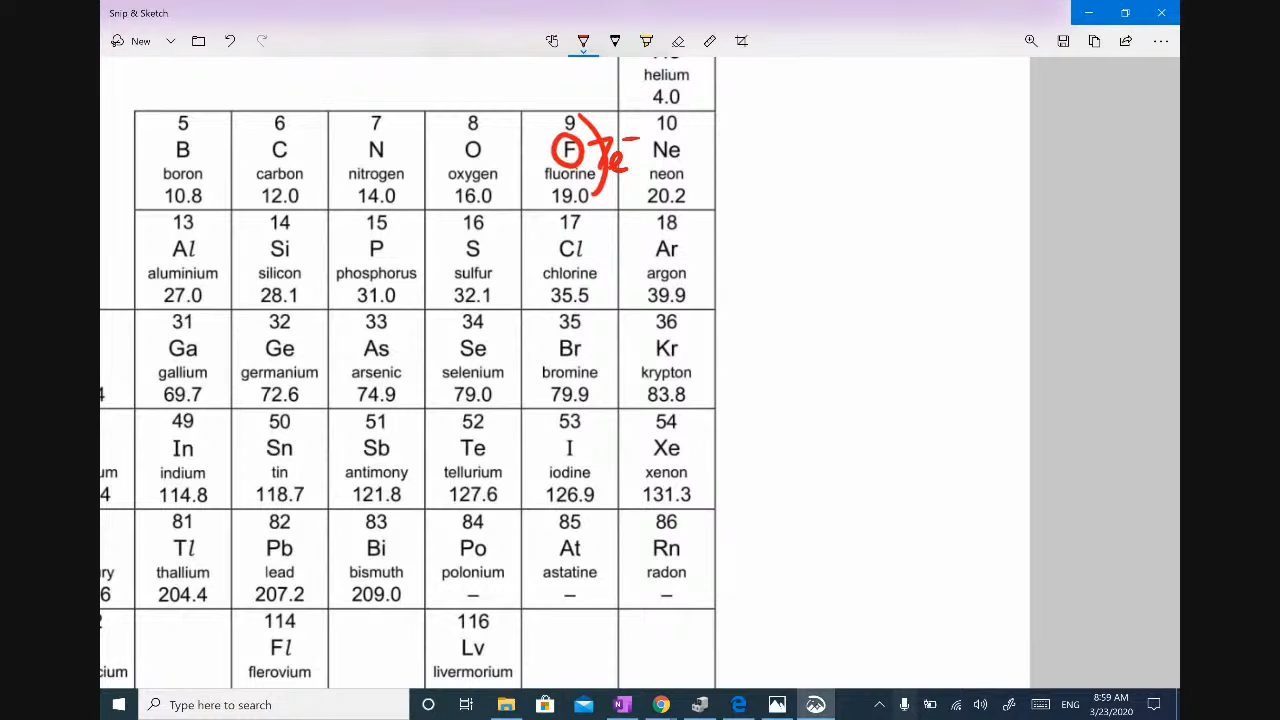 Snip & Sketch
New
helium
4.0
5 6 7 8 9 10
B C N O F 7e⁻ Ne
boron carbon nitrogen oxygen fluorine neon
10.8 12.0 14.0 16.0 19.0 20.2
13 14 15 16 17 18
Al Si P S Cl Ar
aluminium silicon phosphorus sulfur chlorine argon
27.0 28.1 31.0 32.1 35.5 39.9
31 32 33 34 35 36
Ga Ge As Se Br Kr
gallium germanium arsenic selenium bromine krypton
4 69.7 72.6 74.9 79.0 79.9 83.8
49 50 51 52 53 54
In Sn Sb Te I Xe
um indium tin antimony tellurium iodine xenon
4 114.8 118.7 121.8 127.6 126.9 131.3
81 82 83 84 85 86
Tl Pb Bi Po At Rn
ry thallium lead bismuth polonium astatine radon
6 204.4 207.2 209.0 – – –
2 114 116
Fl Lv
cium flerovium livermorium
Type here to search
8:59 AM
3/23/2020